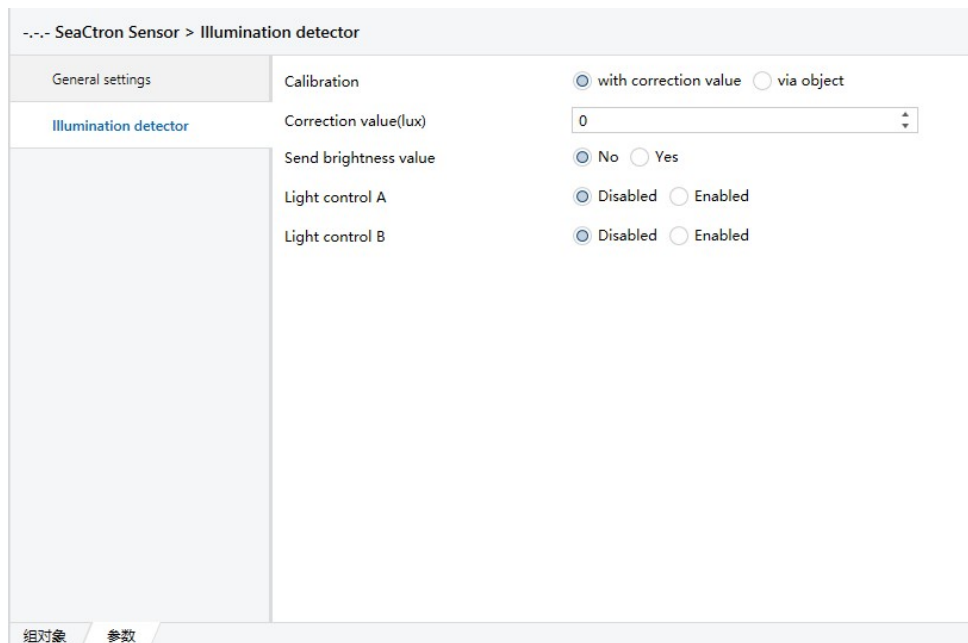 -.-.- SeaCtron Sensor > Illumination detector
General settings
Illumination detector
Calibration
with correction value via object
Correction value(lux)
0
Send brightness value
No Yes
Light control A
Disabled Enabled
Light control B
Disabled Enabled
组对象 参数